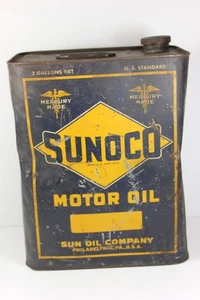 2 GALLONS NET
U.S. STANDARD
MERCURY MADE
MERCURY MADE
SUNOCO
MOTOR OIL
SUN OIL COMPANY
PHILADELPHIA, PA., U.S.A.